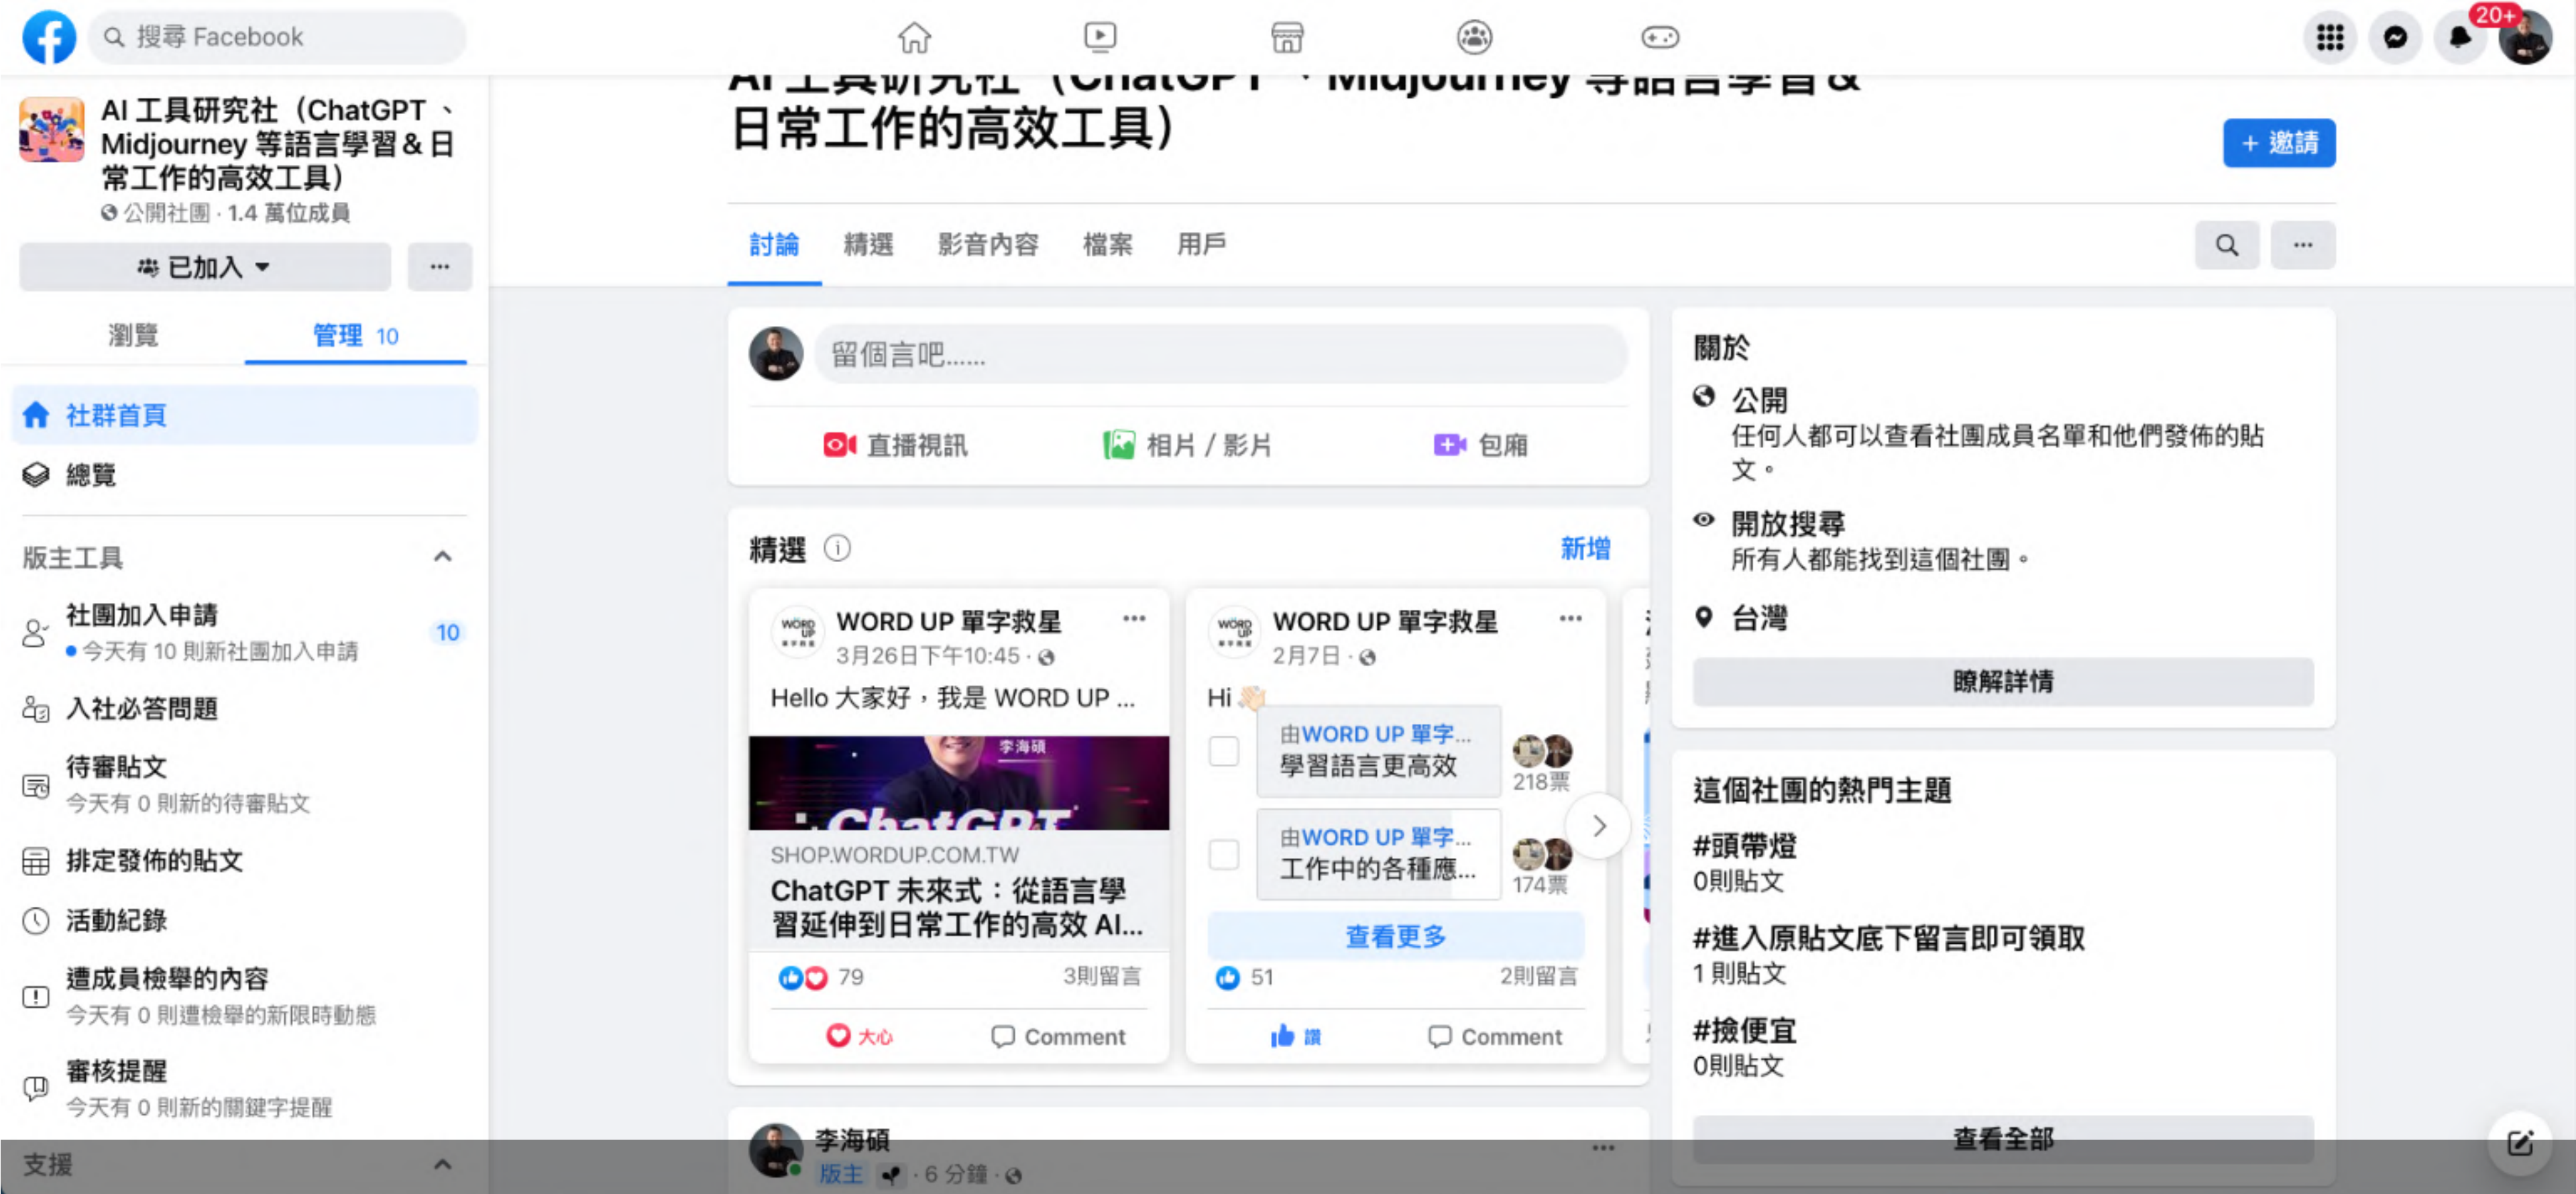 搜尋 Facebook
20+
AI 工具研究社（ChatGPT 、
Midjourney 等語言學習&日
常工作的高效工具）
公開社團 · 1.4 萬位成員
已加入
瀏覽
管理 10
社群首頁
總覽
版主工具
社團加入申請
今天有 10 則新社團加入申請
10
入社必答問題
待審貼文
今天有 0 則新的待審貼文
排定發佈的貼文
活動紀錄
遭成員檢舉的內容
今天有 0 則遭檢舉的新限時動態
審核提醒
今天有 0 則新的關鍵字提醒
支援
AI 工具研究社（ChatGPT 、Midjourney 等語言學習&
日常工作的高效工具）
+ 邀請
討論
精選
影音內容
檔案
用戶
留個言吧......
直播視訊
相片 / 影片
包廂
精選
新增
WORD UP
WORD UP 單字救星
3月26日下午10:45 ·
Hello 大家好，我是 WORD UP ...
李海碩
ChatGPT
SHOP.WORDUP.COM.TW
ChatGPT 未來式：從語言學
習延伸到日常工作的高效 AI...
79
3則留言
大心
Comment
WORD UP
WORD UP 單字救星
2月7日 ·
Hi
由WORD UP 單字...
學習語言更高效
218票
由WORD UP 單字...
工作中的各種應...
174票
查看更多
51
2則留言
讚
Comment
李海碩
版主 · 6 分鐘 ·
關於
公開
任何人都可以查看社團成員名單和他們發佈的貼
文。
開放搜尋
所有人都能找到這個社團。
台灣
瞭解詳情
這個社團的熱門主題
#頭帶燈
0則貼文
#進入原貼文底下留言即可領取
1 則貼文
#撿便宜
0則貼文
查看全部